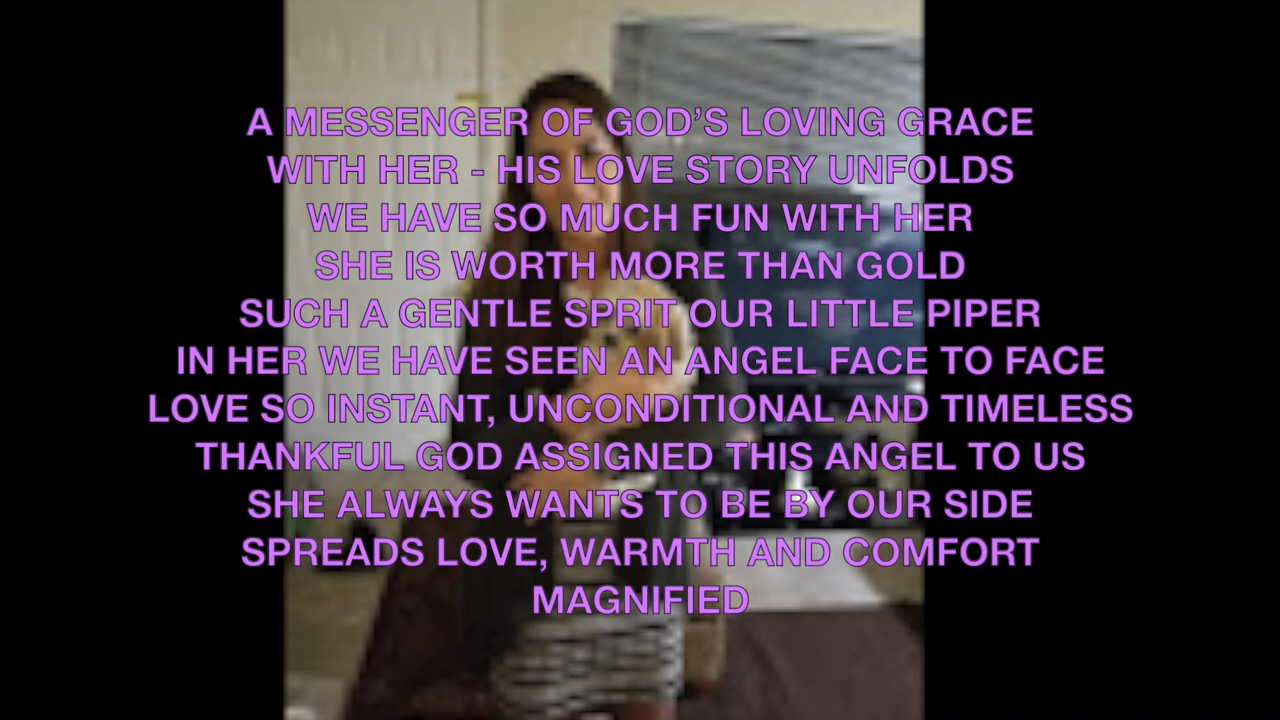 A MESSENGER OF GOD’S LOVING GRACE
WITH HER - HIS LOVE STORY UNFOLDS
WE HAVE SO MUCH FUN WITH HER
SHE IS WORTH MORE THAN GOLD
SUCH A GENTLE SPRIT OUR LITTLE PIPER
IN HER WE HAVE SEEN AN ANGEL FACE TO FACE
LOVE SO INSTANT, UNCONDITIONAL AND TIMELESS
THANKFUL GOD ASSIGNED THIS ANGEL TO US
SHE ALWAYS WANTS TO BE BY OUR SIDE
SPREADS LOVE, WARMTH AND COMFORT
MAGNIFIED